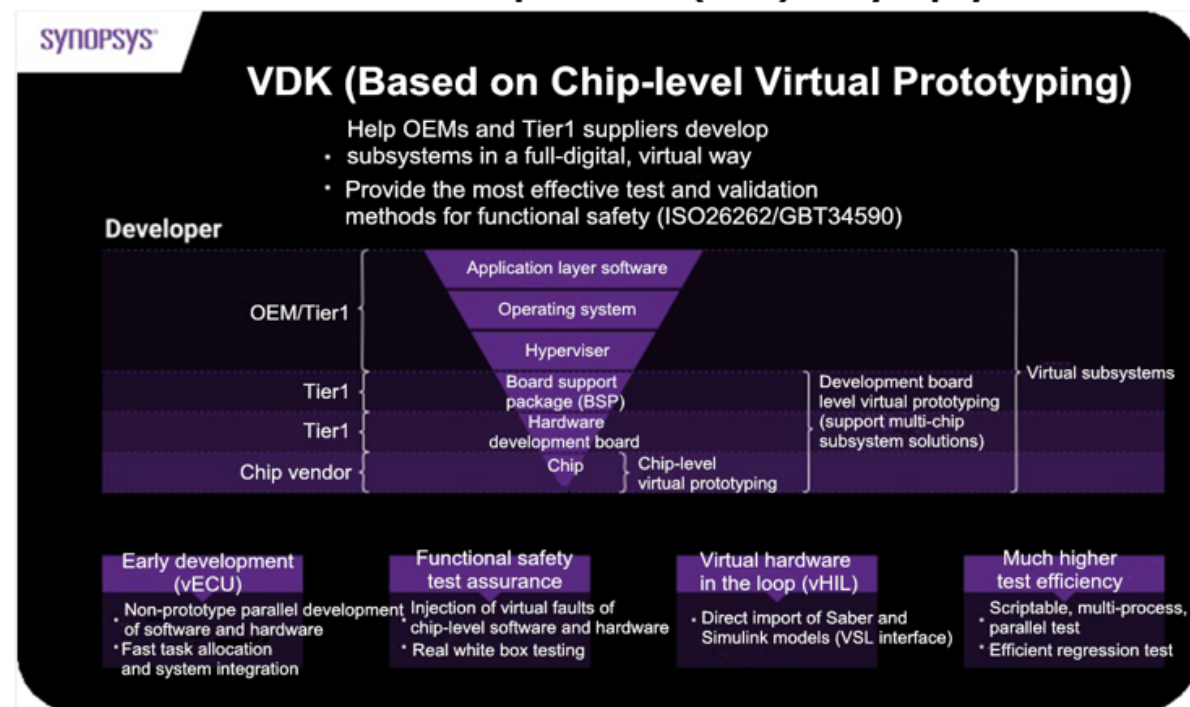 SYNOPSYS
VDK (Based on Chip-level Virtual Prototyping)
Help OEMs and Tier1 suppliers develop
· subsystems in a full-digital, virtual way
· Provide the most effective test and validation
methods for functional safety (ISO26262/GBT34590)
Developer
OEM/Tier1
Application layer software
Operating system
Hyperviser
Tier1
Board support
package (BSP)
Tier1
Hardware
development board
Chip vendor
Chip
Chip-level
virtual prototyping
Development board
level virtual prototyping
(support multi-chip
subsystem solutions)
Virtual subsystems
Early development
(vECU)
Non-prototype parallel development
· of software and hardware
· Fast task allocation
and system integration
Functional safety
test assurance
· Injection of virtual faults of
chip-level software and hardware
· Real white box testing
Virtual hardware
in the loop (vHIL)
· Direct import of Saber and
Simulink models (VSL interface)
Much higher
test efficiency
Scriptable, multi-process,
· parallel test
· Efficient regression test